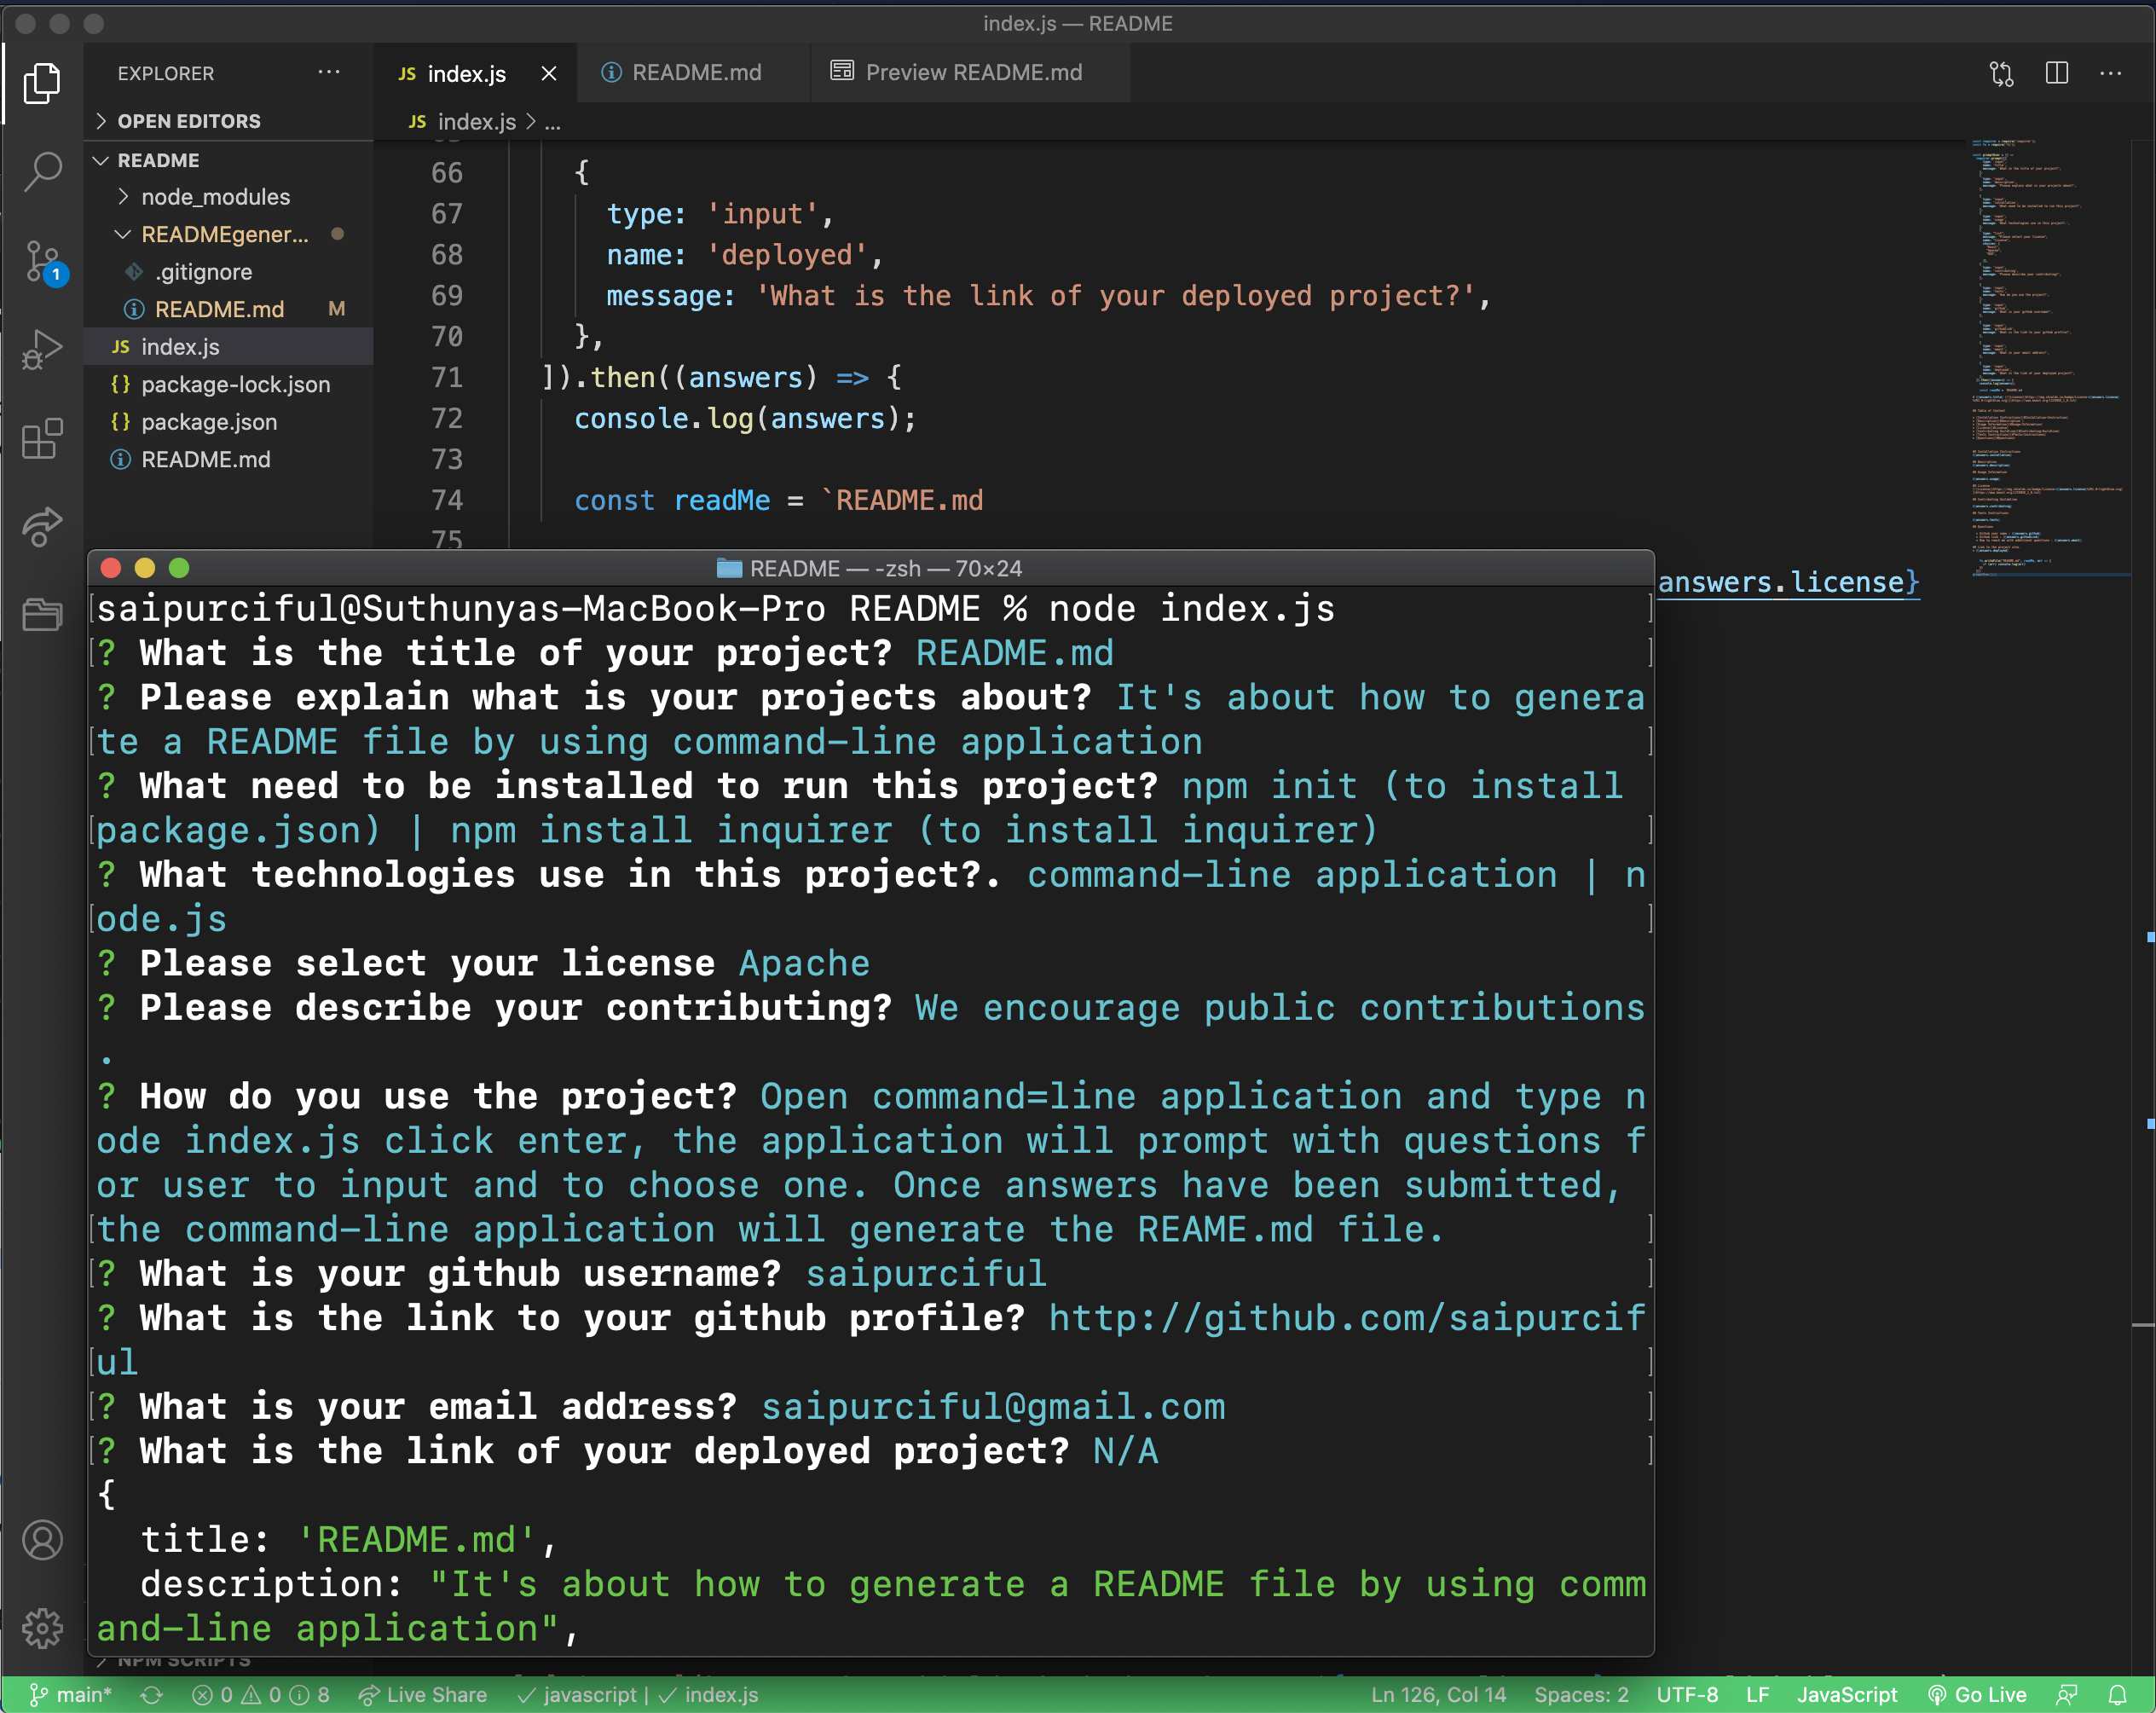 index.js — README
EXPLORER
JS index.js
README.md
Preview README.md
OPEN EDITORS
JS index.js > ...
README
node_modules
READMEgener...
.gitignore
README.md M
JS index.js
{} package-lock.json
{} package.json
README.md
1
66 {
67 type: 'input',
68 name: 'deployed',
69 message: 'What is the link of your deployed project?',
70 },
71 ]).then((answers) => {
72 console.log(answers);
73
74 const readMe = `README.md
75
answers.license}
README — -zsh — 70×24
saipurciful@Suthunyas-MacBook-Pro README % node index.js
? What is the title of your project? README.md
? Please explain what is your projects about? It's about how to genera
te a README file by using command-line application
? What need to be installed to run this project? npm init (to install
package.json) | npm install inquirer (to install inquirer)
? What technologies use in this project?. command-line application | n
ode.js
? Please select your license Apache
? Please describe your contributing? We encourage public contributions
.
? How do you use the project? Open command=line application and type n
ode index.js click enter, the application will prompt with questions f
or user to input and to choose one. Once answers have been submitted,
the command-line application will generate the REAME.md file.
? What is your github username? saipurciful
? What is the link to your github profile? http://github.com/saipurcif
ul
? What is your email address? saipurciful@gmail.com
? What is the link of your deployed project? N/A
{
title: 'README.md',
description: "It's about how to generate a README file by using comm
and-line application",
NPM SCRIPTS
main* 0 0 8 Live Share javascript | index.js
Ln 126, Col 14 Spaces: 2 UTF-8 LF JavaScript Go Live